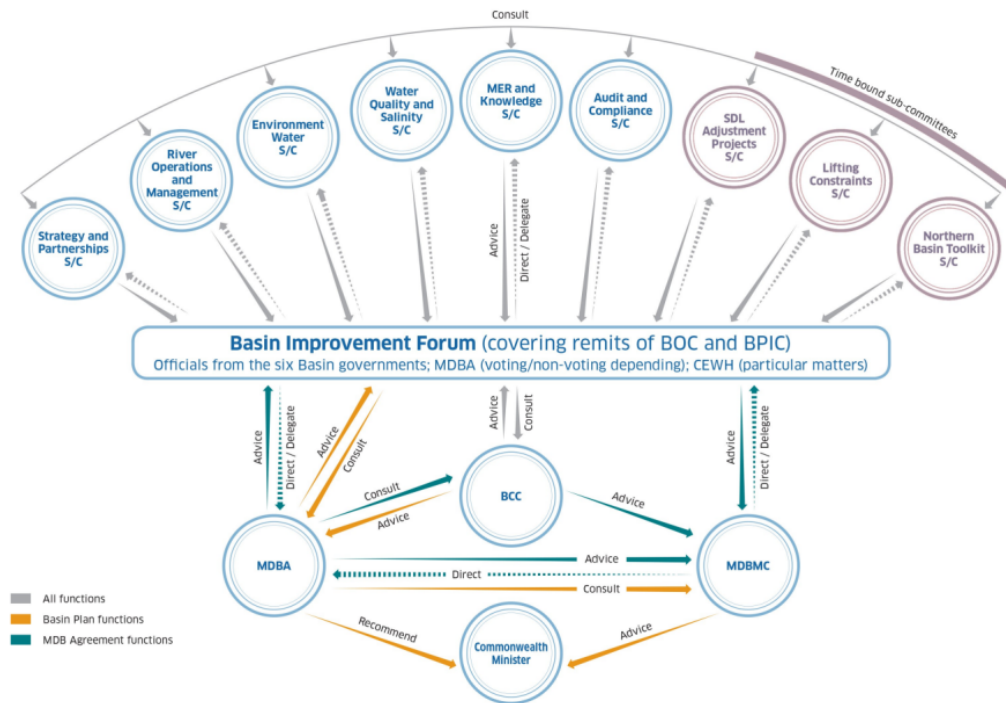 Consult
Time bound sub-committees
MER and
Knowledge
S/C
Water
Quality and
Salinity
S/C
Audit and
Compliance
S/C
Environment
Water
S/C
SDL
Adjustment
Projects
S/C
River
Operations
and
Management
S/C
Lifting
Constraints
S/C
Strategy and
Partnerships
S/C
Northern
Basin Toolkit
S/C
Advice
Direct / Delegate
Basin Improvement Forum (covering remits of BOC and BPIC)
Officials from the six Basin governments; MDBA (voting/non-voting depending); CEWH (particular matters)
Advice
Direct / Delegate
Advice
Consult
Advice
Consult
Advice
Direct / Delegate
Consult
Advice
BCC
Advice
MDBA
Advice
Direct
Consult
MDBMC
Recommend
Advice
Commonwealth
Minister
All functions
Basin Plan functions
MDB Agreement functions